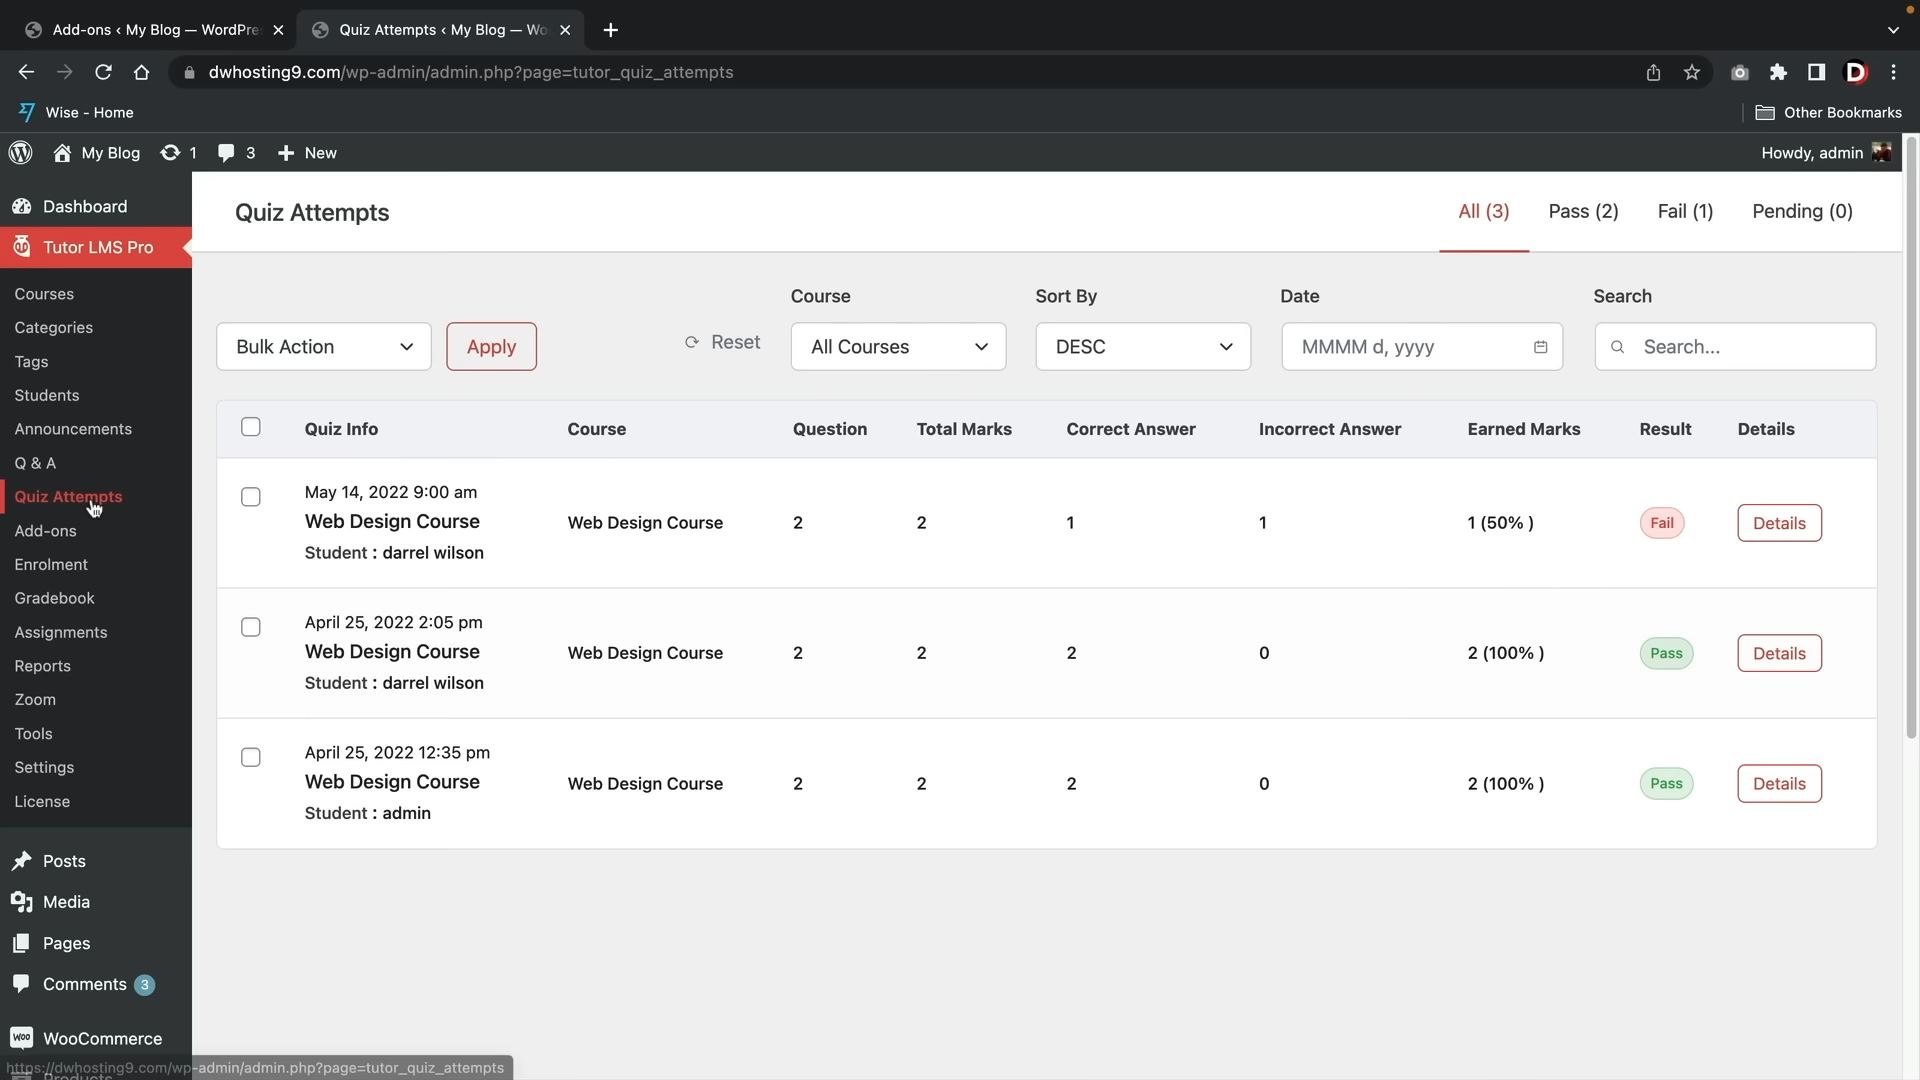 Add-ons ‹ My Blog — WordPre
Quiz Attempts ‹ My Blog — Wo
dwhosting9.com/wp-admin/admin.php?page=tutor_quiz_attempts
D
Wise - Home
Other Bookmarks
My Blog
1
3
New
Howdy, admin
Dashboard
Tutor LMS Pro
Courses
Categories
Tags
Students
Announcements
Q & A
Quiz Attempts
Add-ons
Enrolment
Gradebook
Assignments
Reports
Zoom
Tools
Settings
License
Posts
Media
Pages
Comments 3
Woo WooCommerce
Products
https://dwhosting9.com/wp-admin/admin.php?page=tutor_quiz_attempts
Quiz Attempts
All (3) Pass (2) Fail (1) Pending (0)
Course Sort By Date Search
Bulk Action Apply Reset All Courses DESC MMMM d, yyyy Search...
Quiz Info Course Question Total Marks Correct Answer Incorrect Answer Earned Marks Result Details
May 14, 2022 9:00 am
Web Design Course Web Design Course 2 2 1 1 1 (50% ) Fail Details
Student : darrel wilson
April 25, 2022 2:05 pm
Web Design Course Web Design Course 2 2 2 0 2 (100% ) Pass Details
Student : darrel wilson
April 25, 2022 12:35 pm
Web Design Course Web Design Course 2 2 2 0 2 (100% ) Pass Details
Student : admin